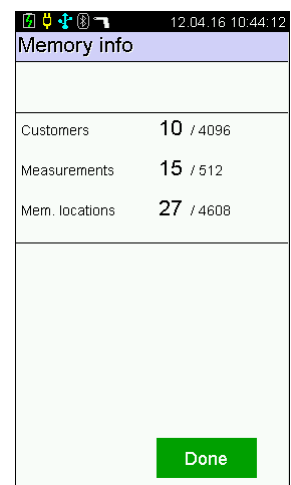 12.04.16 10:44:12
Memory info
Customers 10 / 4096
Measurements 15 / 512
Mem. locations 27 / 4608
Done